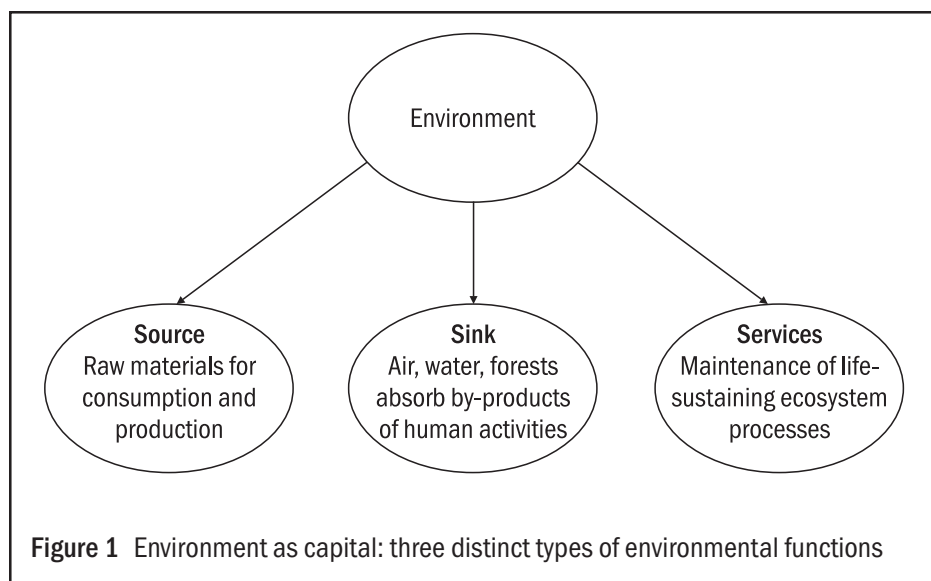 Environment
Source
Raw materials for
consumption and
production
Sink
Air, water, forests
absorb by-products
of human activities
Services
Maintenance of life-
sustaining ecosystem
processes
Figure 1 Environment as capital: three distinct types of environmental functions